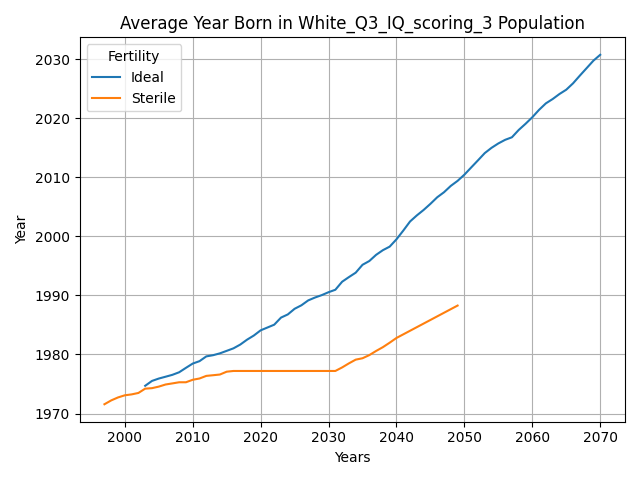 Average Year Born in White_Q3_IQ_scoring_3 Population
Fertility
Ideal
Sterile
Year
2030
2020
2010
2000
1990
1980
1970
2000
2010
2020
2030
2040
2050
2060
2070
Years